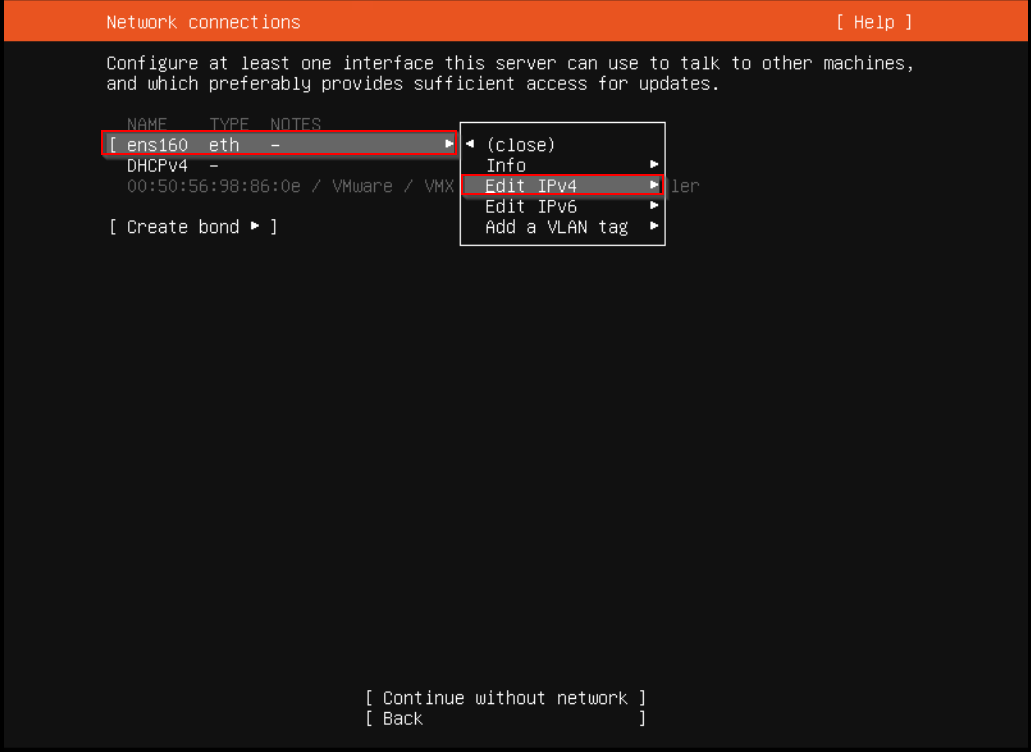 Network connections [ Help ]
Configure at least one interface this server can use to talk to other machines,
and which preferably provides sufficient access for updates.
NAME TYPE NOTES
[ ens160 eth - ▸ ◂ (close)
DHCPv4 - Info ▸
00:50:56:98:86:0e / VMware / VMX Edit IPv4 ▸ ler
Edit IPv6 ▸
[ Create bond ▸ ] Add a VLAN tag ▸
[ Continue without network ]
[ Back ]